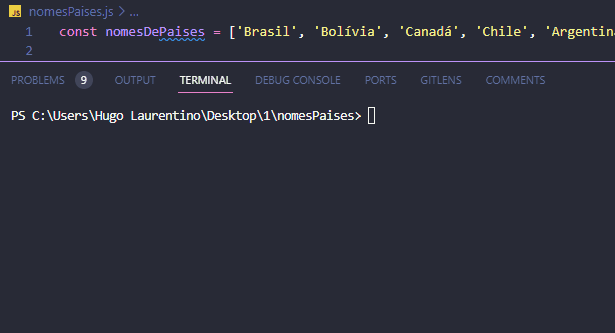 JS nomesPaises.js > ...
1 const nomesDePaises = ['Brasil', 'Bolívia', 'Canadá', 'Chile', 'Argentin
2
PROBLEMS 9 OUTPUT TERMINAL DEBUG CONSOLE PORTS GITLENS COMMENTS
PS C:\Users\Hugo Laurentino\Desktop\1\nomesPaises>